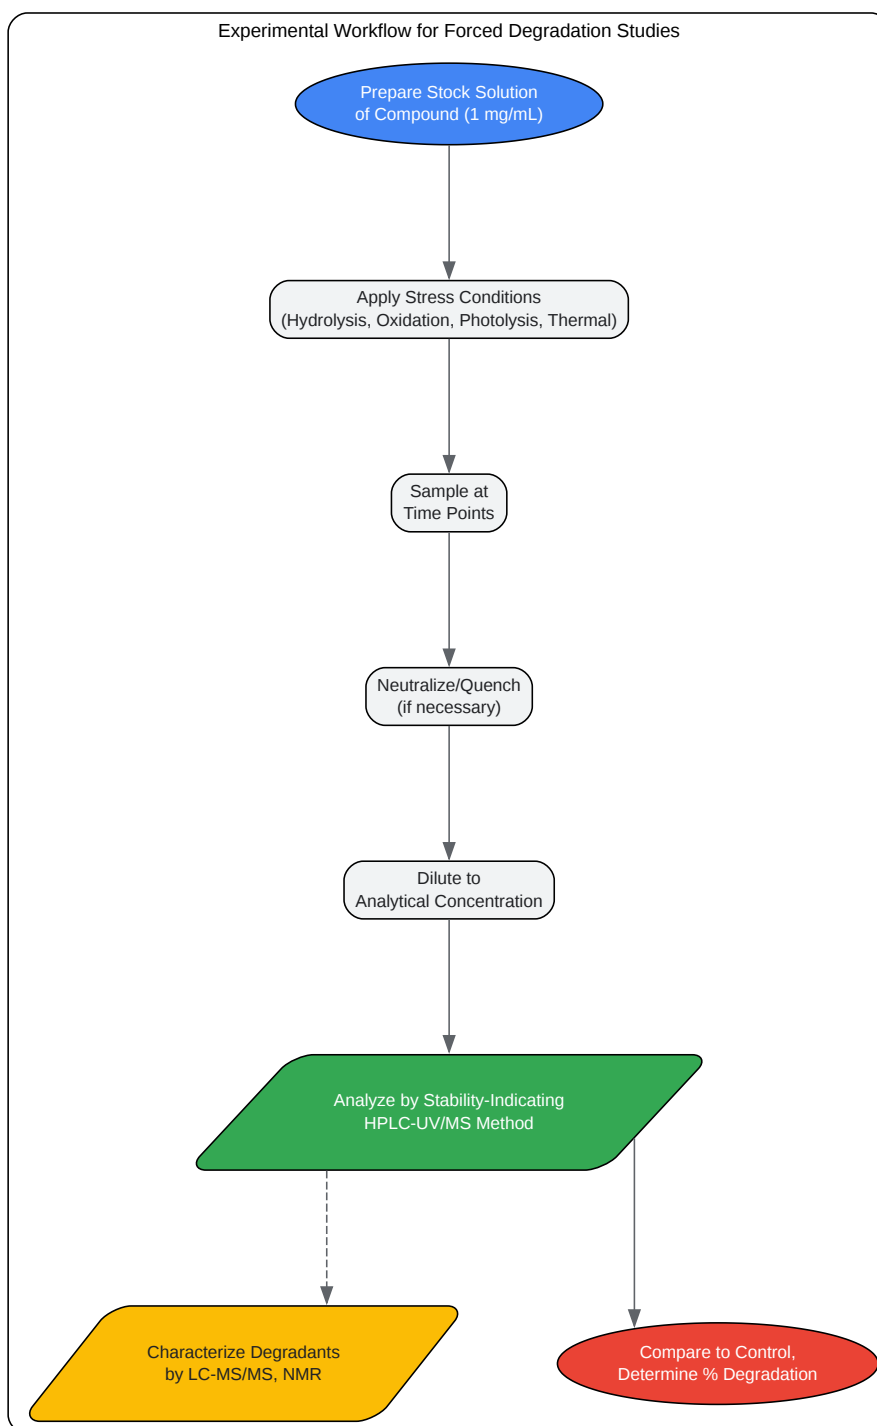 Experimental Workflow for Forced Degradation Studies
Prepare Stock Solution
of Compound (1 mg/mL)
Apply Stress Conditions
(Hydrolysis, Oxidation, Photolysis, Thermal)
Sample at
Time Points
Neutralize/Quench
(if necessary)
Dilute to
Analytical Concentration
Analyze by Stability-Indicating
HPLC-UV/MS Method
Characterize Degradants
by LC-MS/MS, NMR
Compare to Control,
Determine % Degradation